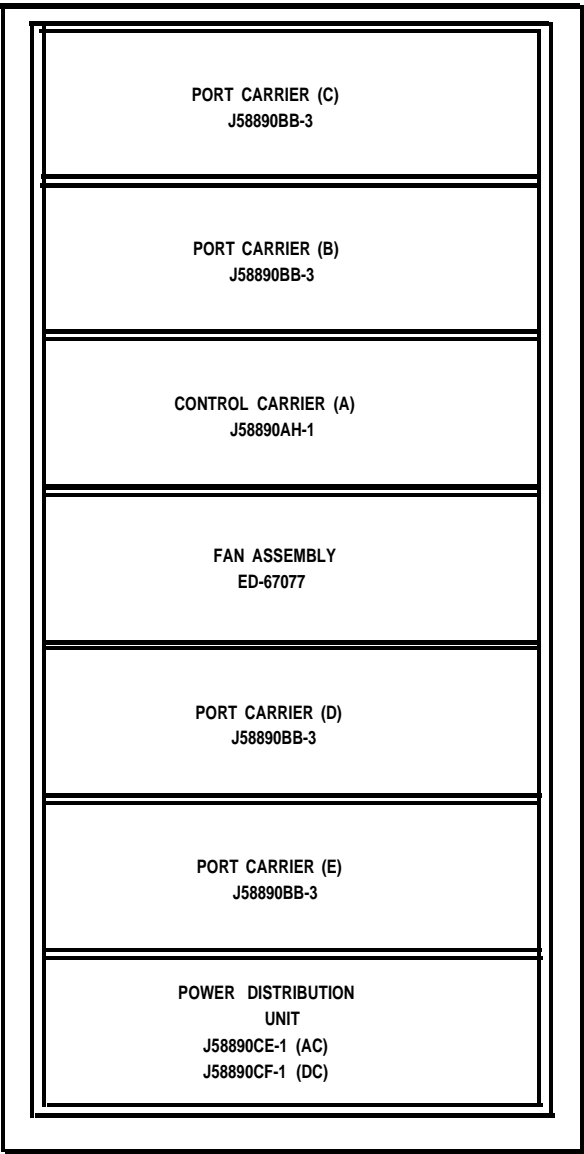 PORT CARRIER (C)
J58890BB-3
PORT CARRIER (B)
J58890BB-3
CONTROL CARRIER (A)
J58890AH-1
FAN ASSEMBLY
ED-67077
PORT CARRIER (D)
J58890BB-3
PORT CARRIER (E)
J58890BB-3
POWER DISTRIBUTION
UNIT
J58890CE-1 (AC)
J58890CF-1 (DC)